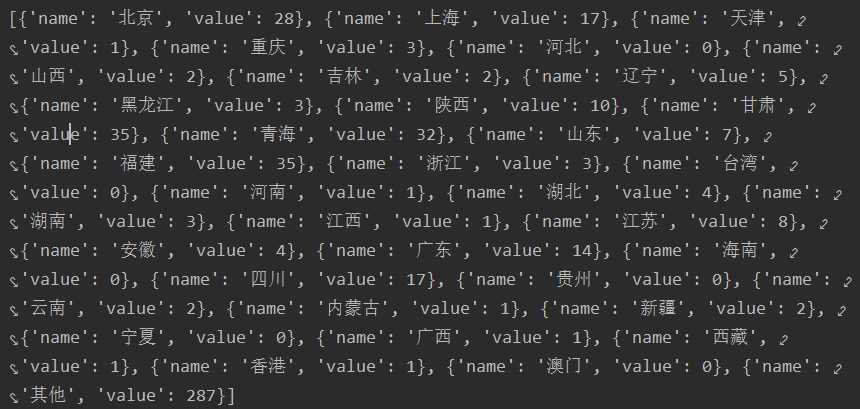 [{'name': '北京', 'value': 28}, {'name': '上海', 'value': 17}, {'name': '天津',
'value': 1}, {'name': '重庆', 'value': 3}, {'name': '河北', 'value': 0}, {'name':
'山西', 'value': 2}, {'name': '吉林', 'value': 2}, {'name': '辽宁', 'value': 5},
{'name': '黑龙江', 'value': 3}, {'name': '陕西', 'value': 10}, {'name': '甘肃',
'value': 35}, {'name': '青海', 'value': 32}, {'name': '山东', 'value': 7},
{'name': '福建', 'value': 35}, {'name': '浙江', 'value': 3}, {'name': '台湾',
'value': 0}, {'name': '河南', 'value': 1}, {'name': '湖北', 'value': 4}, {'name':
'湖南', 'value': 3}, {'name': '江西', 'value': 1}, {'name': '江苏', 'value': 8},
{'name': '安徽', 'value': 4}, {'name': '广东', 'value': 14}, {'name': '海南',
'value': 0}, {'name': '四川', 'value': 17}, {'name': '贵州', 'value': 0}, {'name':
'云南', 'value': 2}, {'name': '内蒙古', 'value': 1}, {'name': '新疆', 'value': 2},
{'name': '宁夏', 'value': 0}, {'name': '广西', 'value': 1}, {'name': '西藏',
'value': 1}, {'name': '香港', 'value': 1}, {'name': '澳门', 'value': 0}, {'name':
'其他', 'value': 287}]